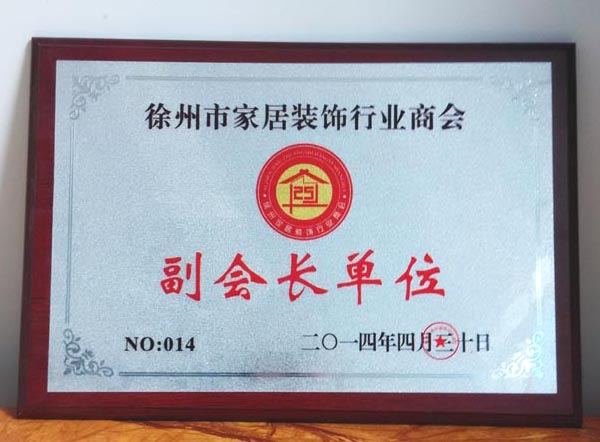 徐州市家居装饰行业商会
徐州家居装饰行业商会
副会长单位
NO:014
二〇一四年四月三十日